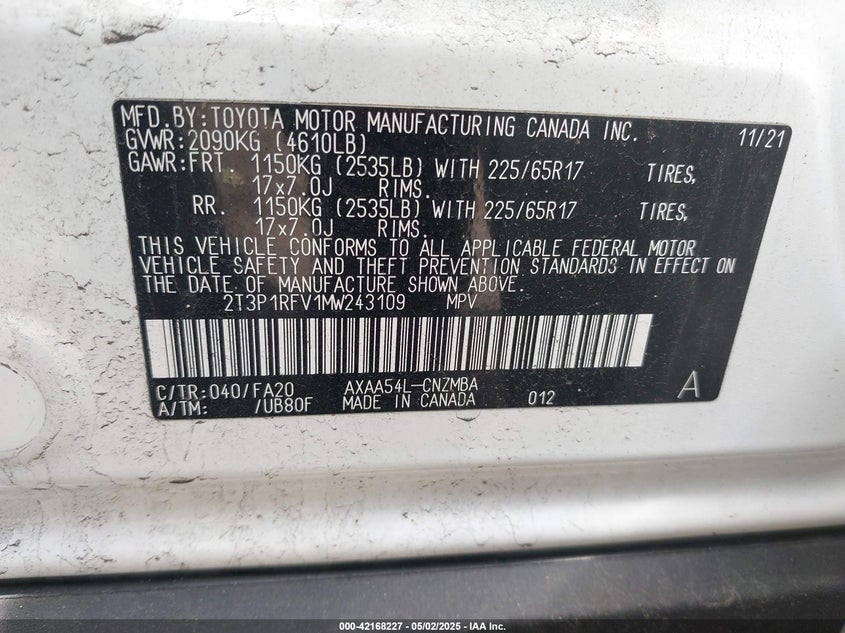 MFD.BY:TOYOTA MOTOR MANUFACTURING CANADA INC. 11/21
GVWR:2090KG (4610LB)
GAWR:FRT. 1150KG (2535LB) WITH 225/65R17 TIRES,
17x7.0J RIMS.
RR. 1150KG (2535LB) WITH 225/65R17 TIRES,
17x7.0J RIMS.
THIS VEHICLE CONFORMS TO ALL APPLICABLE FEDERAL MOTOR
VEHICLE SAFETY AND THEFT PREVENTION STANDARDS IN EFFECT ON
THE DATE OF MANUFACTURE SHOWN ABOVE.
2T3P1RFV1MW243109 MPV
C/TR:040/FA20 AXAA54L-CNZMBA
A/TM: /UB80F MADE IN CANADA 012 A
000-42168227 - 05/02/2025 - IAA Inc.